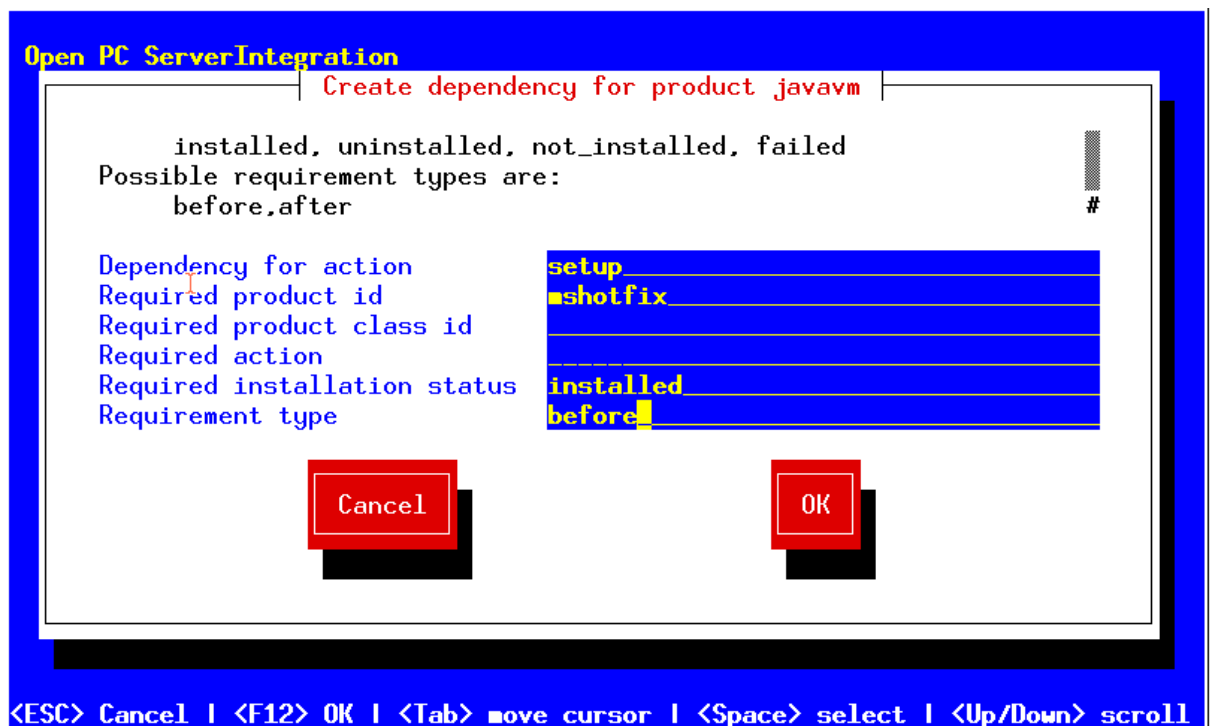 Open PC ServerIntegration
Create dependency for product javavm
installed, uninstalled, not_installed, failed
Possible requirement types are:
before,after
#
Dependency for action setup
Required product id mshotfix
Required product class id
Required action
Required installation status installed
Requirement type before
Cancel OK
<ESC> Cancel | <F12> OK | <Tab> move cursor | <Space> select | <Up/Down> scroll